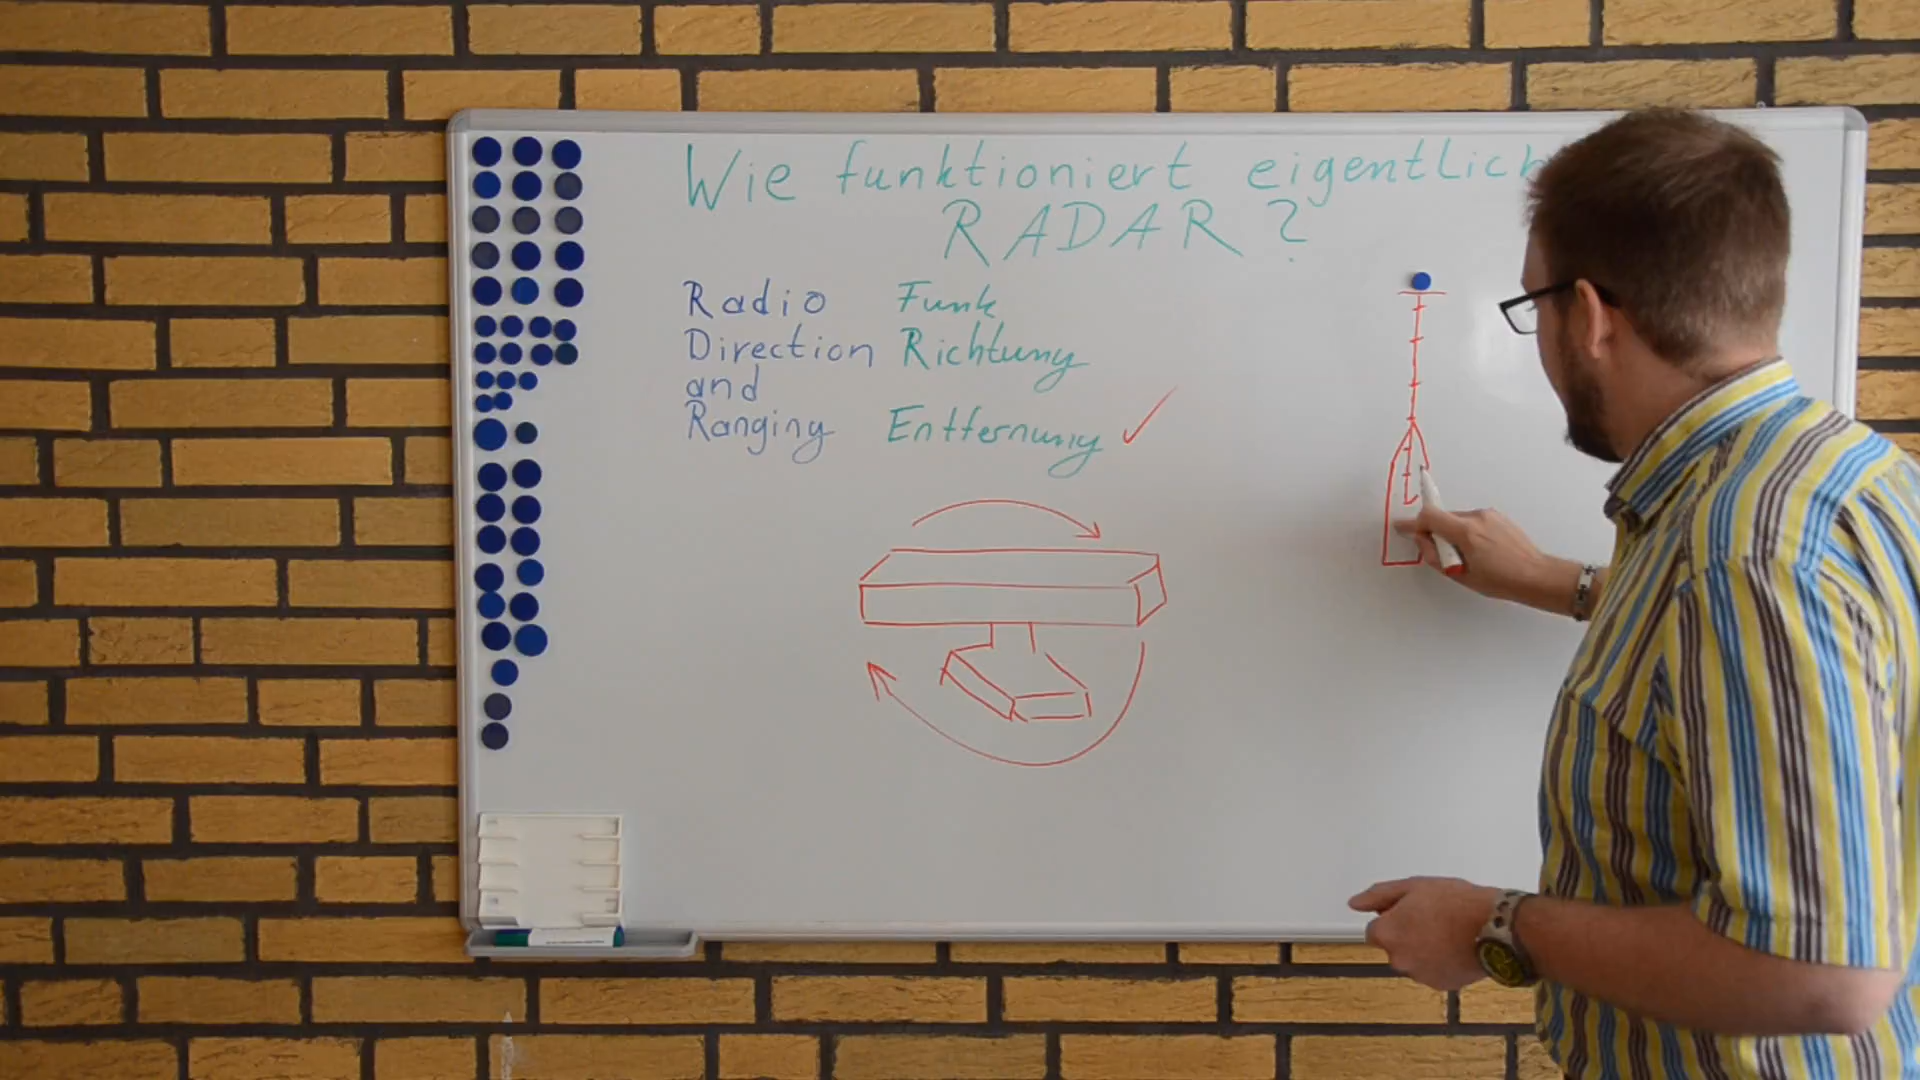 Wie funktioniert eigentlich
RADAR ?
Radio Funk
Direction Richtung
and
Ranging Entfernung